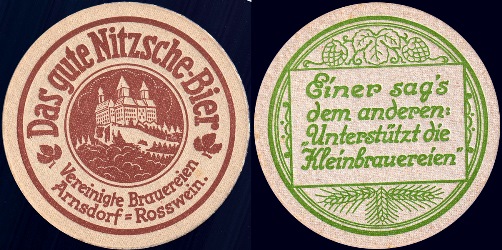 Das gute Nitzsche-Bier
Vereinigte Brauereien
Arnsdorf=Rosswein.
Einer sag's
dem anderen:
Unterstützt die
"Kleinbrauereien"